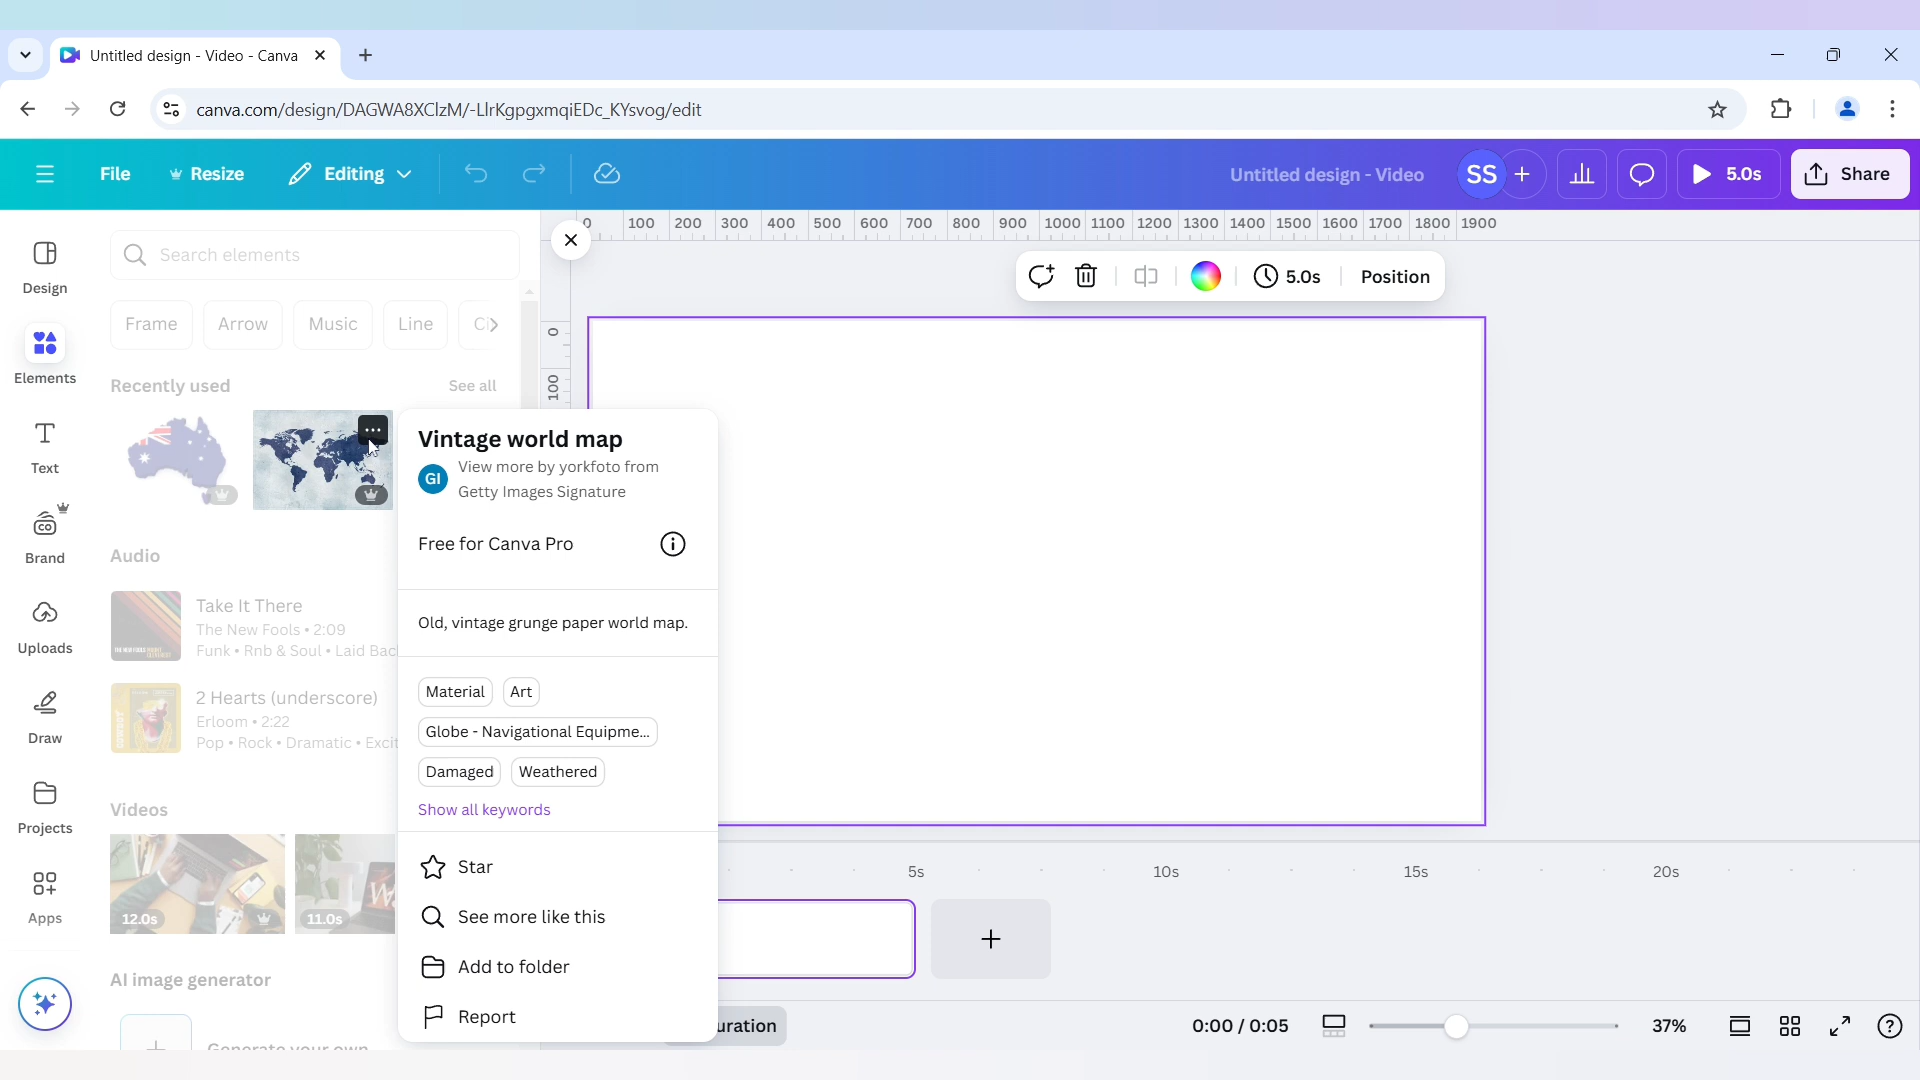 Untitled design - Video - Canva
canva.com/design/DAGWA8XClzM/-LlrKgpgxmqiEDc_KYsvog/edit
File
Resize
Editing
Untitled design - Video
SS
5.0s
Share
0 100 200 300 400 500 600 700 800 900 1000 1100 1200 1300 1400 1500 1600 1700 1800 1900
Design
Elements
Text
Brand
Uploads
Draw
Projects
Apps
Search elements
Frame
Arrow
Music
Line
Ci
Recently used
See all
Audio
Take It There
The New Fools • 2:09
Funk • Rnb & Soul • Laid Bac
2 Hearts (underscore)
Erloom • 2:22
Pop • Rock • Dramatic • Excit
Videos
12.0s
11.0s
AI image generator
Generate your own
Vintage world map
GI
View more by yorkfoto from
Getty Images Signature
Free for Canva Pro
Old, vintage grunge paper world map.
Material
Art
Globe - Navigational Equipme...
Damaged
Weathered
Show all keywords
Star
See more like this
Add to folder
Report
5.0s
Position
0
100
5s
10s
15s
20s
uration
0:00 / 0:05
37%